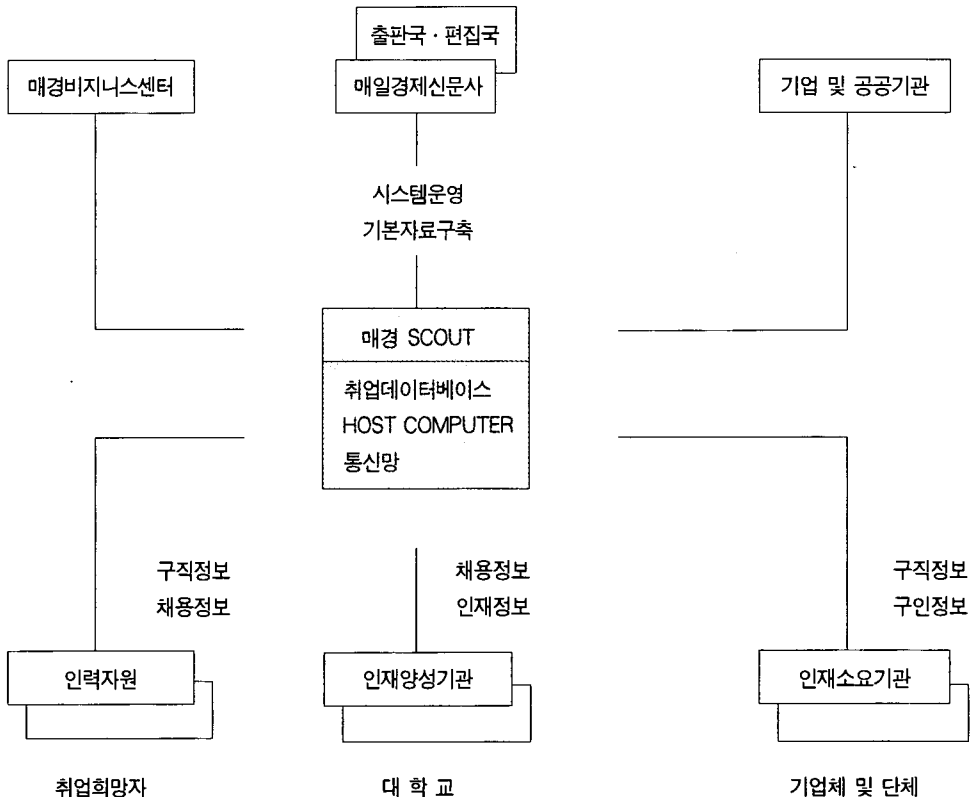 출판국 · 편집국
매경비지니스센터
매일경제신문사
기업 및 공공기관
시스템운영
기본자료구축
매경 SCOUT
취업데이터베이스
HOST COMPUTER
통신망
구직정보
채용정보
채용정보
인재정보
구직정보
구인정보
인력자원
인재양성기관
인재소요기관
취업희망자
대 학 교
기업체 및 단체